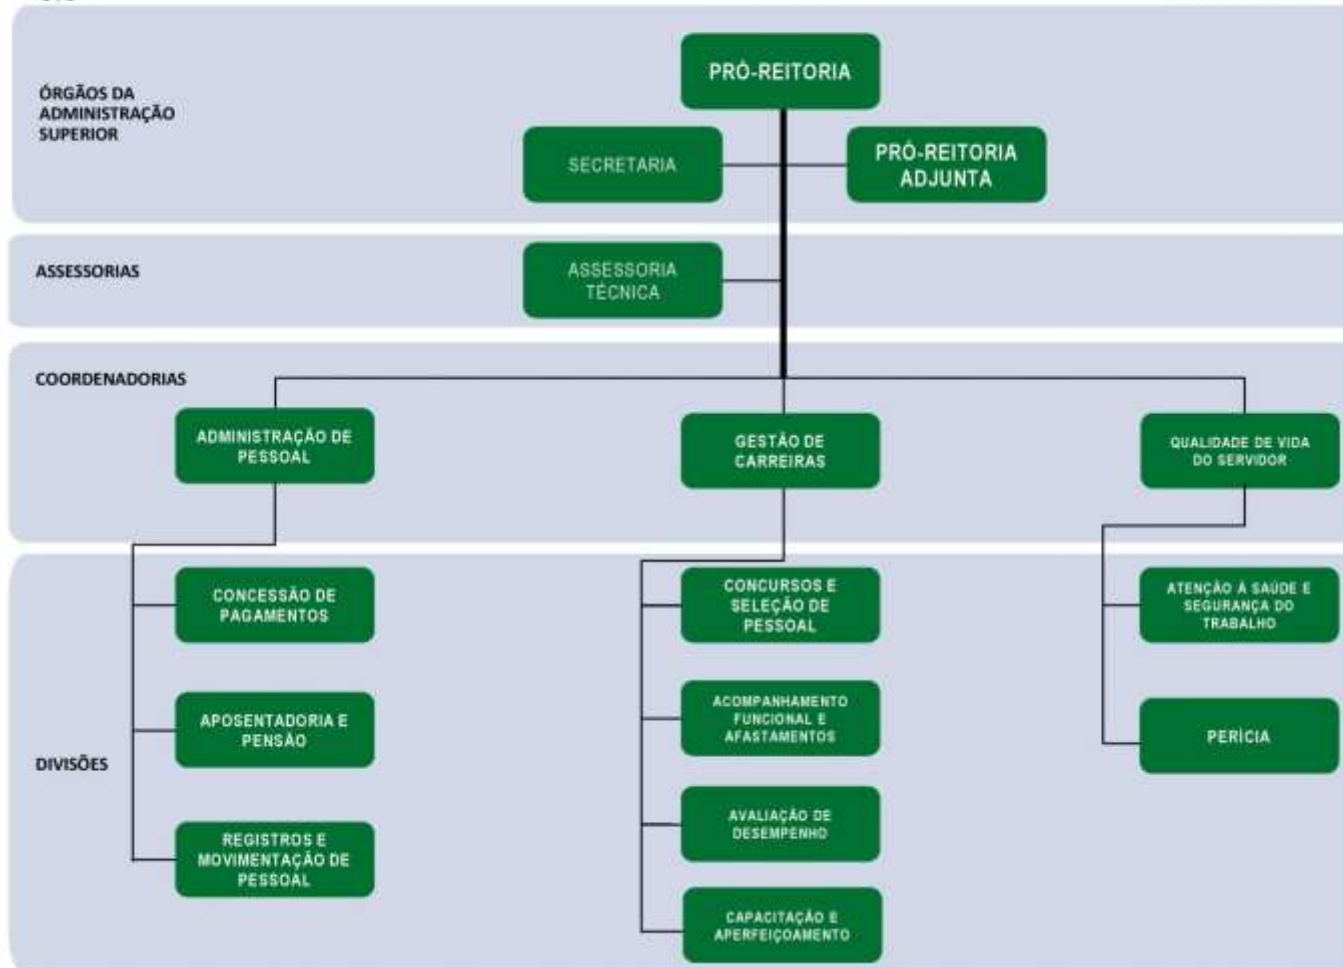 ÓRGÃOS DA
ADMINISTRAÇÃO
SUPERIOR
PRÓ-REITORIA
SECRETARIA
PRÓ-REITORIA
ADJUNTA
ASSESSORIAS
ASSESSORIA
TÉCNICA
COORDENADORIAS
ADMINISTRAÇÃO DE
PESSOAL
GESTÃO DE
CARREIRAS
QUALIDADE DE VIDA
DO SERVIDOR
DIVISÕES
CONCESSÃO DE
PAGAMENTOS
APOSENTADORIA E
PENSÃO
REGISTROS E
MOVIMENTAÇÃO DE
PESSOAL
CONCURSOS E
SELEÇÃO DE
PESSOAL
ACOMPANHAMENTO
FUNCIONAL E
AFASTAMENTOS
AVALIAÇÃO DE
DESEMPENHO
CAPACITAÇÃO E
APERFEIÇOAMENTO
ATENÇÃO À SAÚDE E
SEGURANÇA DO
TRABALHO
PERÍCIA